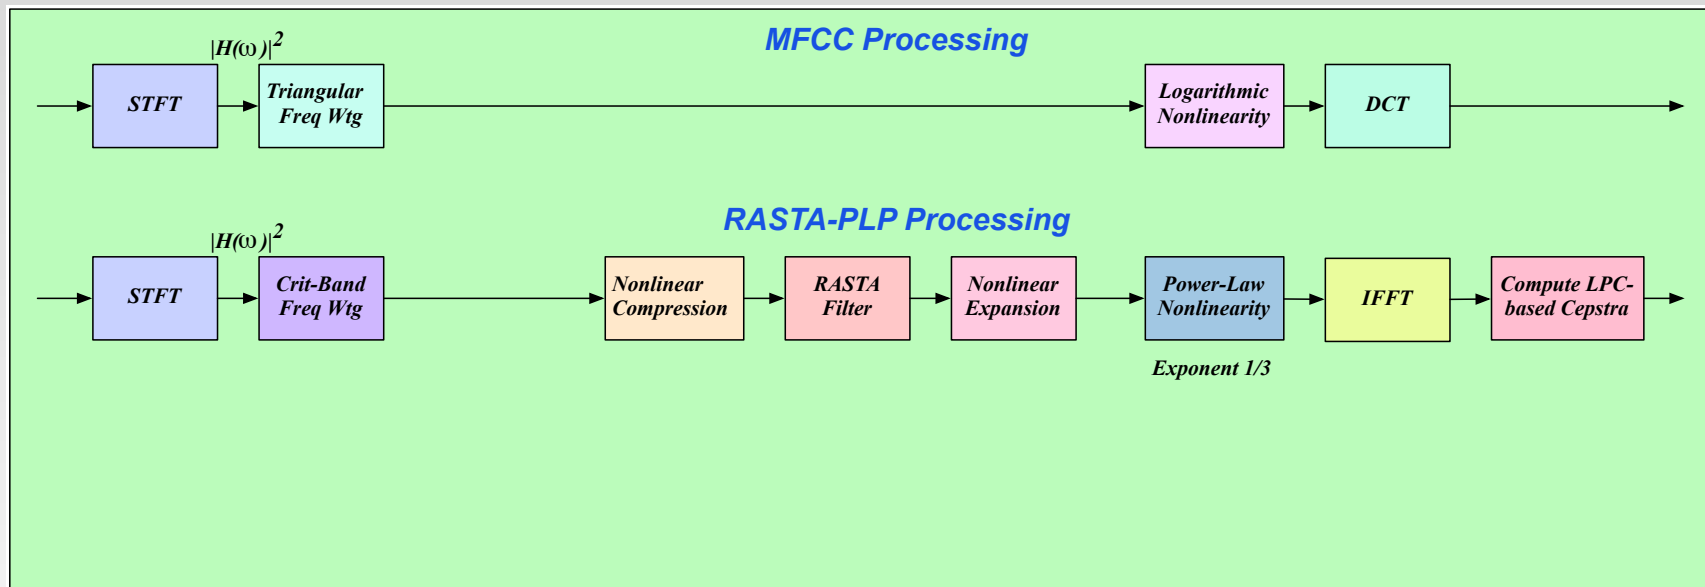 MFCC Processing
|H(ω)|²
STFT
Triangular
Freq Wtg
Logarithmic
Nonlinearity
DCT
RASTA-PLP Processing
|H(ω)|²
STFT
Crit-Band
Freq Wtg
Nonlinear
Compression
RASTA
Filter
Nonlinear
Expansion
Power-Law
Nonlinearity
IFFT
Compute LPC-
based Cepstra
Exponent 1/3